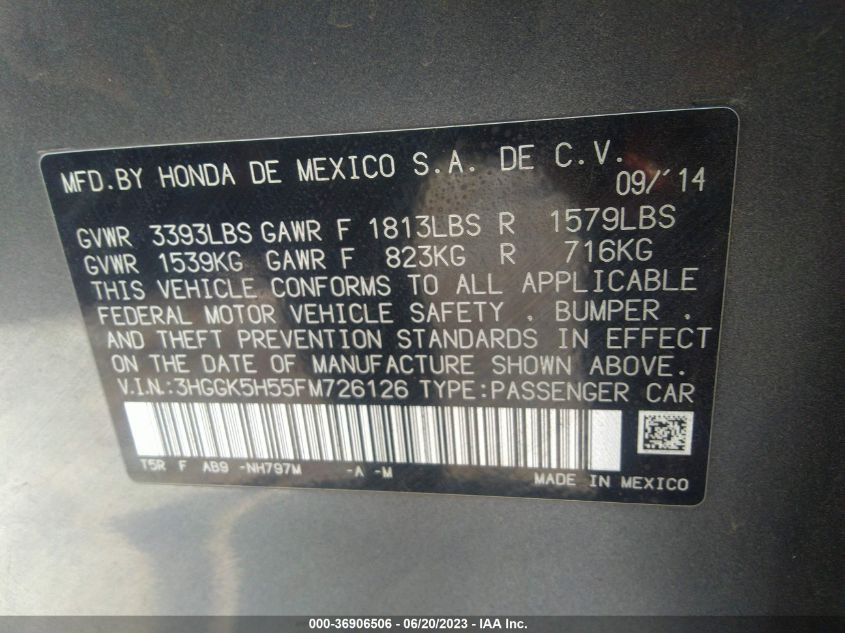 MFD.BY HONDA DE MEXICO S.A. DE C.V.
09/'14
GVWR 3393LBS GAWR F 1813LBS R 1579LBS
GVWR 1539KG GAWR F 823KG R 716KG
THIS VEHICLE CONFORMS TO ALL APPLICABLE
FEDERAL MOTOR VEHICLE SAFETY , BUMPER ,
AND THEFT PREVENTION STANDARDS IN EFFECT
ON THE DATE OF MANUFACTURE SHOWN ABOVE.
V.I.N.:3HGGK5H55FM726126 TYPE:PASSENGER CAR
T5R F AB9 -NH797M -A -M
MADE IN MEXICO
000-36906506 - 06/20/2023 - IAA Inc.